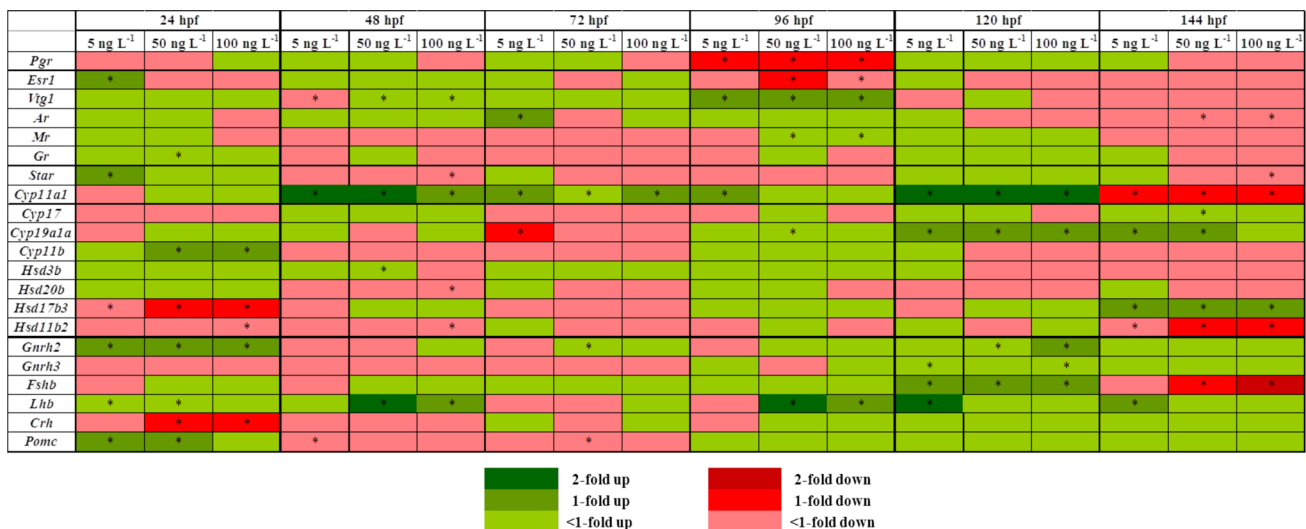 24 hpf 48 hpf 72 hpf 96 hpf 120 hpf 144 hpf
5 ng L⁻¹ 50 ng L⁻¹ 100 ng L⁻¹ 5 ng L⁻¹ 50 ng L⁻¹ 100 ng L⁻¹ 5 ng L⁻¹ 50 ng L⁻¹ 100 ng L⁻¹ 5 ng L⁻¹ 50 ng L⁻¹ 100 ng L⁻¹ 5 ng L⁻¹ 50 ng L⁻¹ 100 ng L⁻¹ 5 ng L⁻¹ 50 ng L⁻¹ 100 ng L⁻¹
Pgr * * *
Esr1 * * *
Vtg1 * * * * * *
Ar * * *
Mr * *
Gr *
Star * * *
Cyp11a1 * * * * * * * * * * * * *
Cyp17 *
Cyp19a1a * * * * * * *
Cyp11b * *
Hsd3b *
Hsd20b *
Hsd17b3 * * * * * *
Hsd11b2 * * * * *
Gnrh2 * * * * * *
Gnrh3 * *
Fshb * * * * *
Lhb * * * * * * * *
Crh * *
Pomc * * * *
2-fold up 2-fold down
1-fold up 1-fold down
<1-fold up <1-fold down